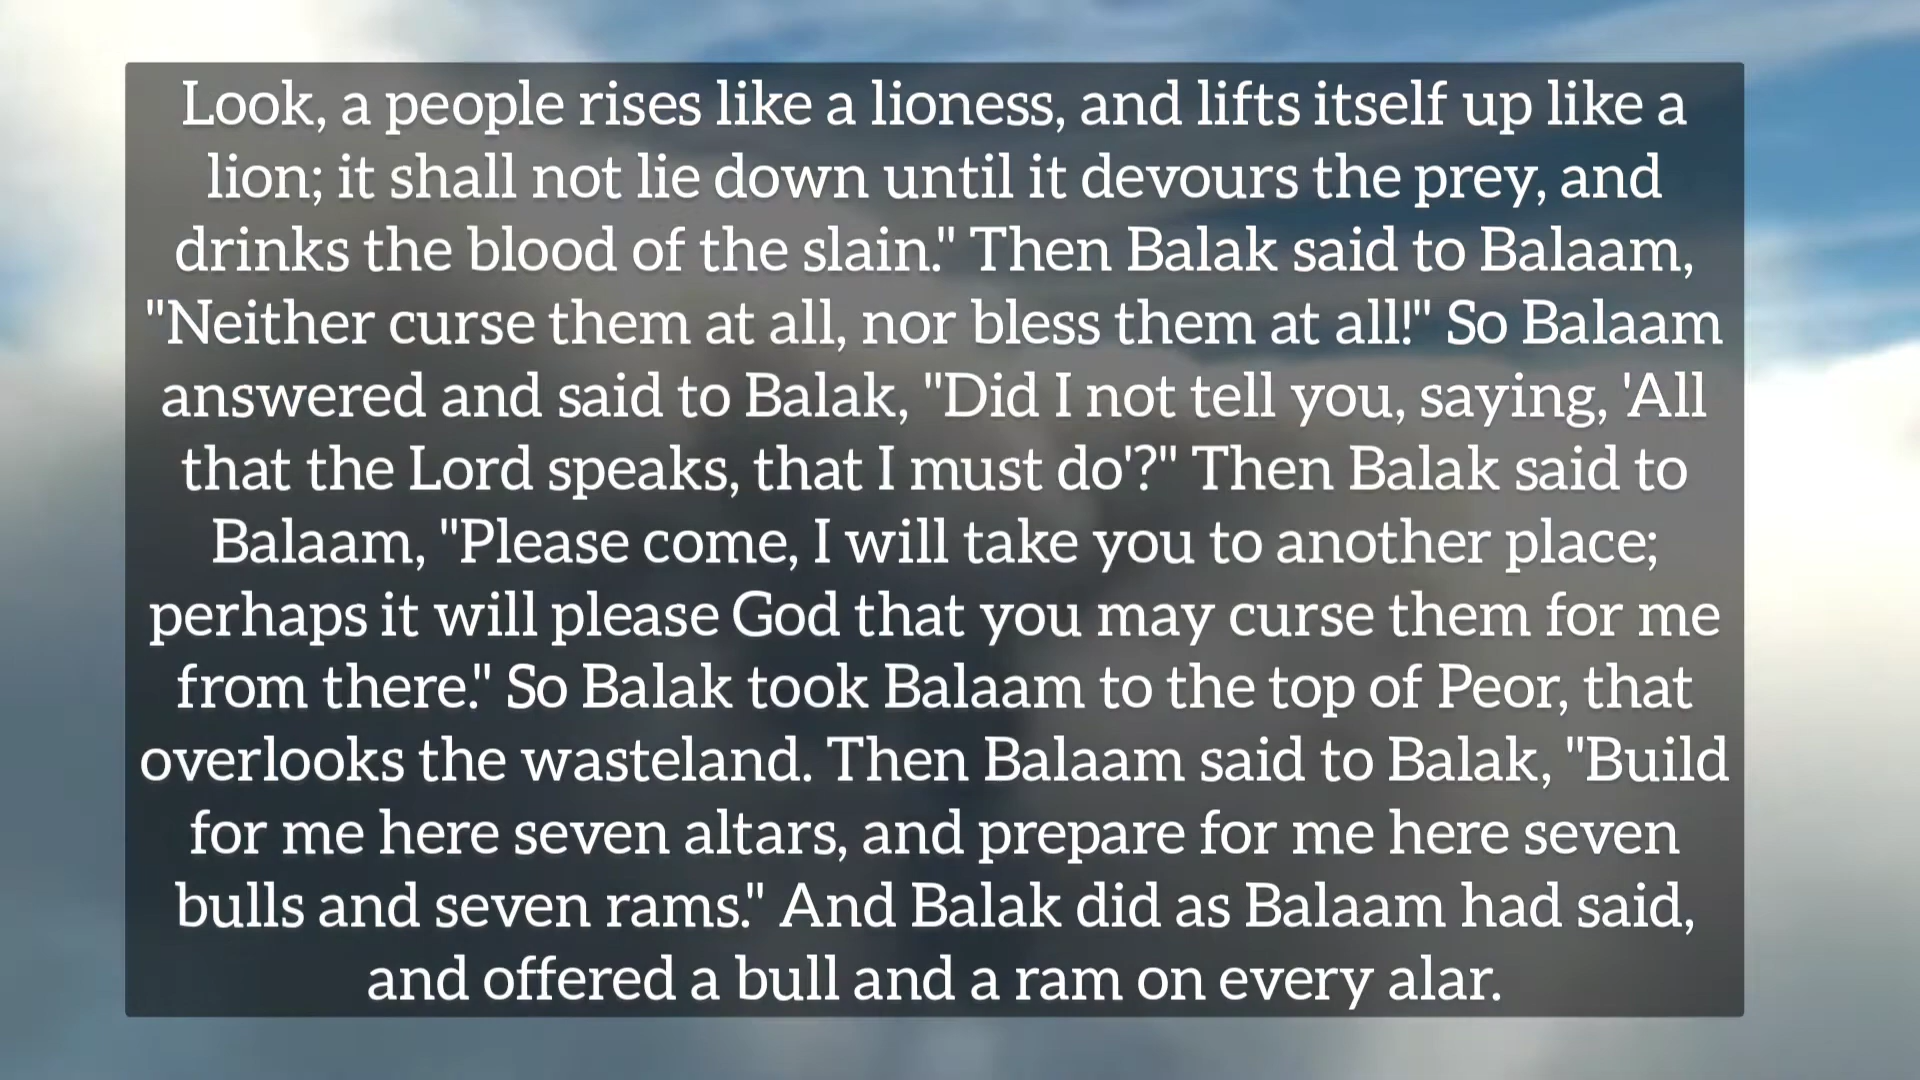 Look, a people rises like a lioness, and lifts itself up like a
lion; it shall not lie down until it devours the prey, and
drinks the blood of the slain." Then Balak said to Balaam,
"Neither curse them at all, nor bless them at all!" So Balaam
answered and said to Balak, "Did I not tell you, saying, 'All
that the Lord speaks, that I must do'?" Then Balak said to
Balaam, "Please come, I will take you to another place;
perhaps it will please God that you may curse them for me
from there." So Balak took Balaam to the top of Peor, that
overlooks the wasteland. Then Balaam said to Balak, "Build
for me here seven altars, and prepare for me here seven
bulls and seven rams." And Balak did as Balaam had said,
and offered a bull and a ram on every alar.